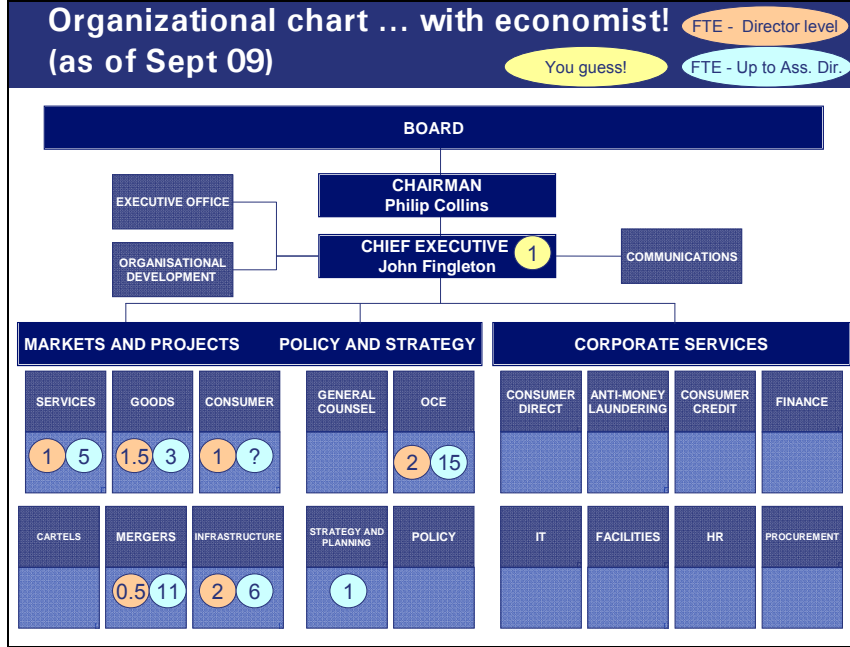 Organizational chart ... with economist!
(as of Sept 09)
FTE - Director level
You guess!
FTE - Up to Ass. Dir.
BOARD
CHAIRMAN
Philip Collins
EXECUTIVE OFFICE
CHIEF EXECUTIVE
John Fingleton
1
ORGANISATIONAL
DEVELOPMENT
COMMUNICATIONS
MARKETS AND PROJECTS
POLICY AND STRATEGY
CORPORATE SERVICES
SERVICES
GOODS
CONSUMER
GENERAL
COUNSEL
OCE
CONSUMER
DIRECT
ANTI-MONEY
LAUNDERING
CONSUMER
CREDIT
FINANCE
1
5
1.5
3
1
?
2
15
CARTELS
MERGERS
INFRASTRUCTURE
STRATEGY AND
PLANNING
POLICY
IT
FACILITIES
HR
PROCUREMENT
0.5
11
2
6
1